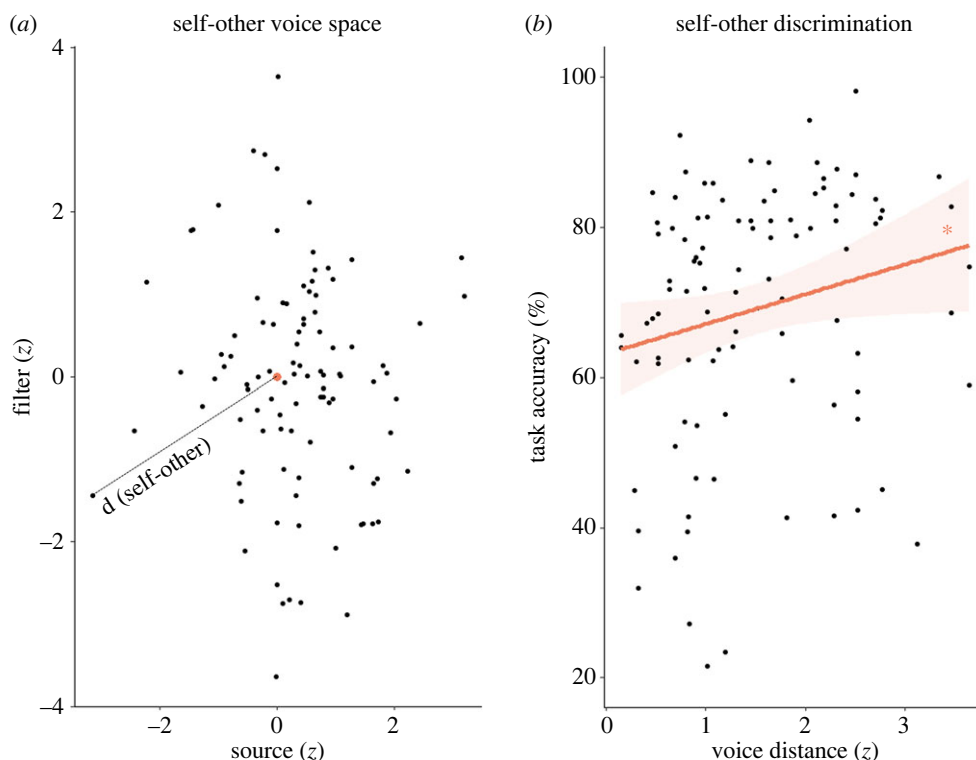 (a) self-other voice space
4
2
0
−2
−4
filter (z)
d (self-other)
−2 0 2
source (z)
(b) self-other discrimination
100
80
60
40
20
task accuracy (%)
*
0 1 2 3
voice distance (z)